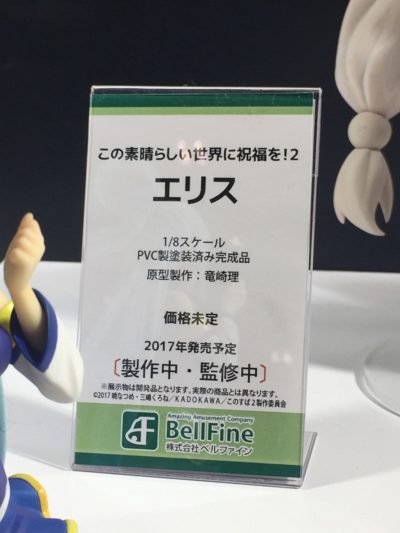 この素晴らしい世界に祝福を!2
エリス
1/8スケール
PVC製塗装済み完成品
原型製作：竜崎理
価格未定
2017年発売予定
〔製作中・監修中〕
※展示物は開発品となります。実際の商品とは異なります。
©2017 暁なつめ・三嶋くろね/KADOKAWA/このすば2製作委員会
Amazing Amusement Company
BellFine
株式会社 ベルファイン